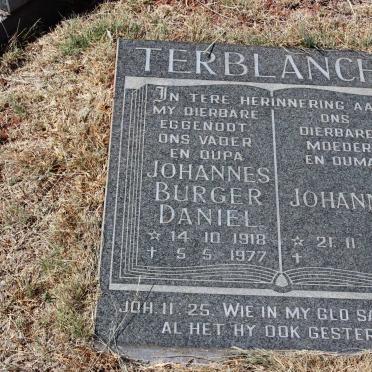 TERBLANCH
IN TERE HERINNERING AA
MY DIERBARE
EGGENOOT
ONS VADER
EN OUPA
JOHANNES
BURGER
DANIEL
☆ 14 10 1918
✝ 5 5 1977
ONS
DIERBARE
MOEDER
EN OUMA
JOHANN
☆ 21. 11
✝
JOH. 11 25. WIE IN MY GLO SA
AL HET HY OOK GESTER